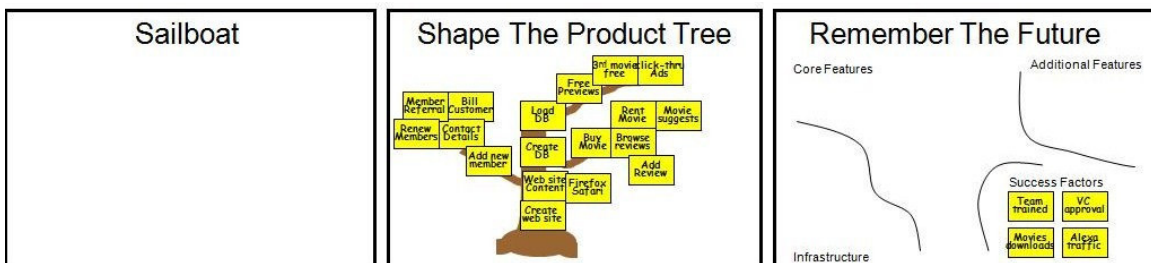 Sailboat
Shape The Product Tree
3rd movie
free
click-thru
Ads
Free
Previews
Member
Referral
Bill
Customer
Load
DB
Rent
Movie
Movie
suggests
Renew
Members
Contact
Details
Buy
Movie
Browse
reviews
Create
DB
Add new
member
Add
Review
Web site
Content
Firefox
Safari
Create
web site
Remember The Future
Core Features
Additional Features
Success Factors
Team
trained
VC
approval
Movies
downloads
Alexa
traffic
Infrastructure